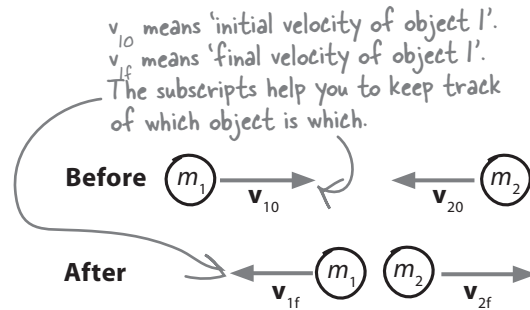 v₁₀ means 'initial velocity of object 1'.
v₁f means 'final velocity of object 1'.
The subscripts help you to keep track
of which object is which.
Before m₁ v₁₀ v₂₀ m₂
After v₁f m₁ m₂ v₂f